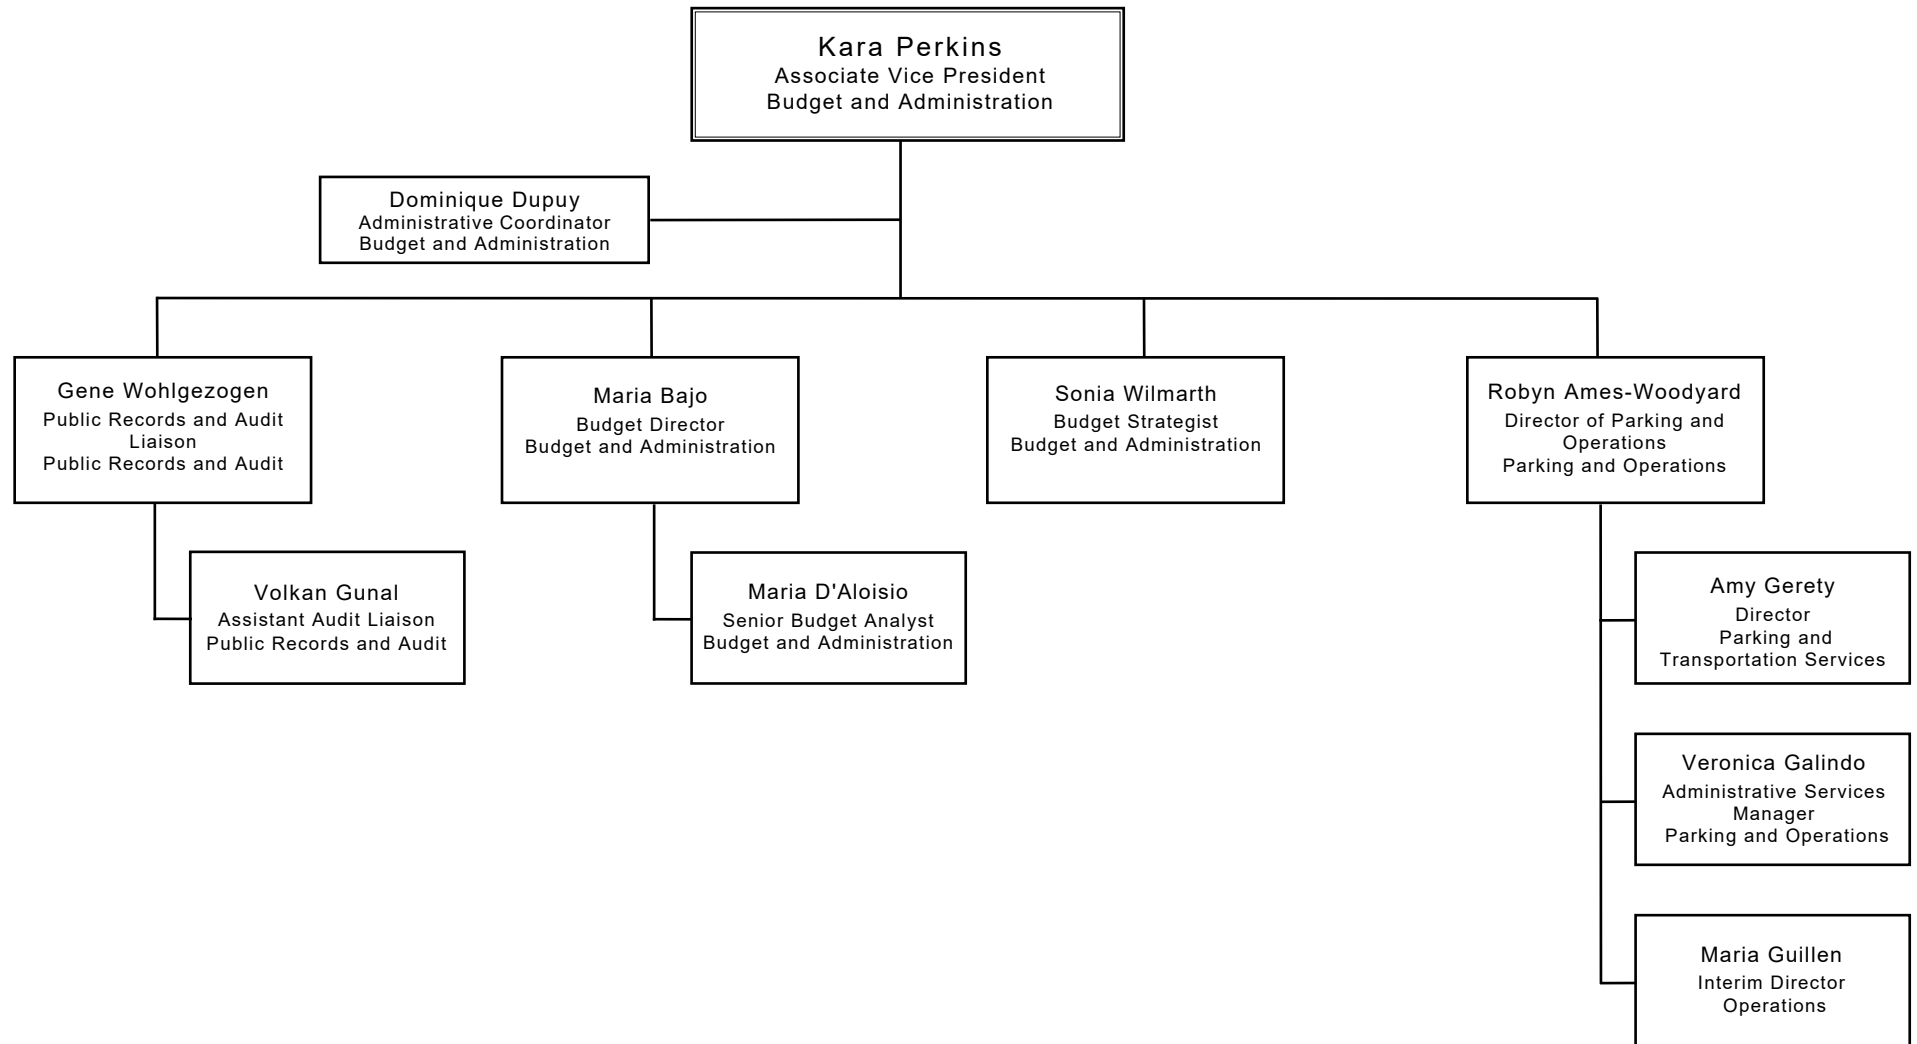 Kara Perkins
Associate Vice President
Budget and Administration
Dominique Dupuy
Administrative Coordinator
Budget and Administration
Gene Wohlgezogen
Public Records and Audit
Liaison
Public Records and Audit
Maria Bajo
Budget Director
Budget and Administration
Sonia Wilmarth
Budget Strategist
Budget and Administration
Robyn Ames-Woodyard
Director of Parking and
Operations
Parking and Operations
Volkan Gunal
Assistant Audit Liaison
Public Records and Audit
Maria D'Aloisio
Senior Budget Analyst
Budget and Administration
Amy Gerety
Director
Parking and
Transportation Services
Veronica Galindo
Administrative Services
Manager
Parking and Operations
Maria Guillen
Interim Director
Operations